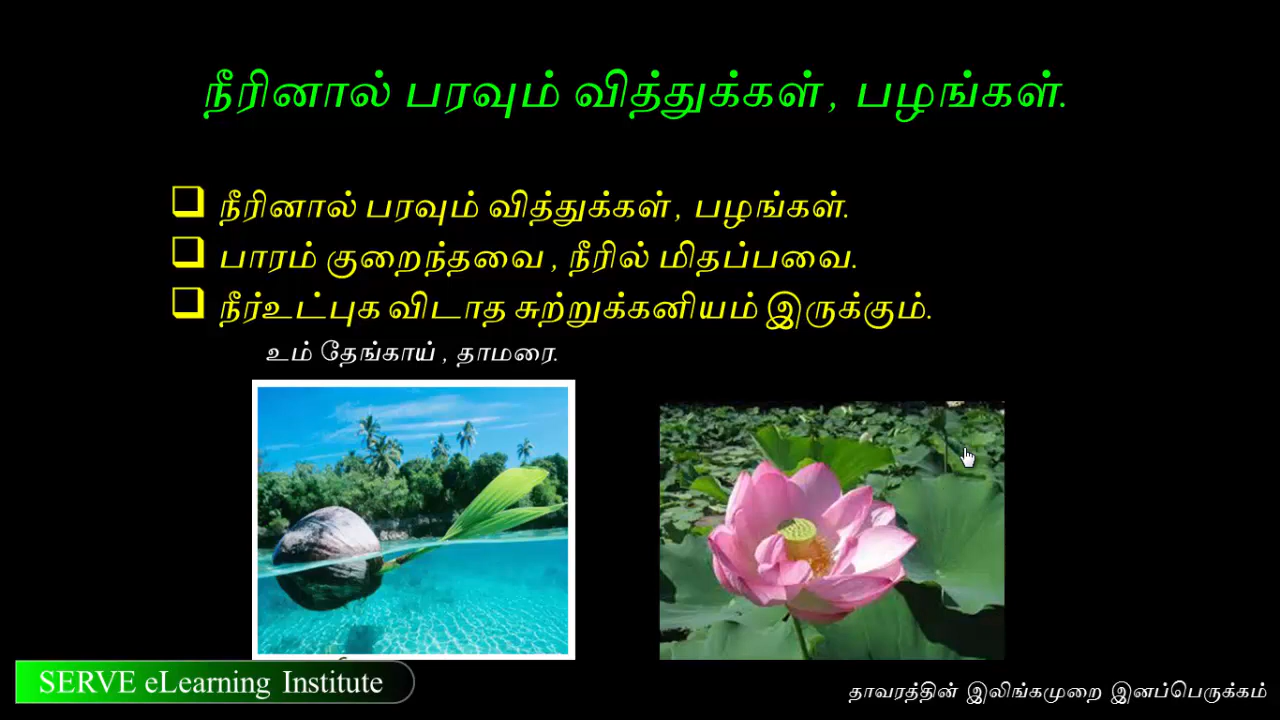 நீரினால் பரவும் வித்துக்கள், பழங்கள்.
நீரினால் பரவும் வித்துக்கள், பழங்கள்.
பாரம் குறைந்தவை, நீரில் மிதப்பவை.
நீர்உட்புக விடாத சுற்றுக்கனியம் இருக்கும்.
உம் தேங்காய், தாமரை.
SERVE eLearning Institute
தாவரத்தின் இலிங்கமுறை இனப்பெருக்கம்